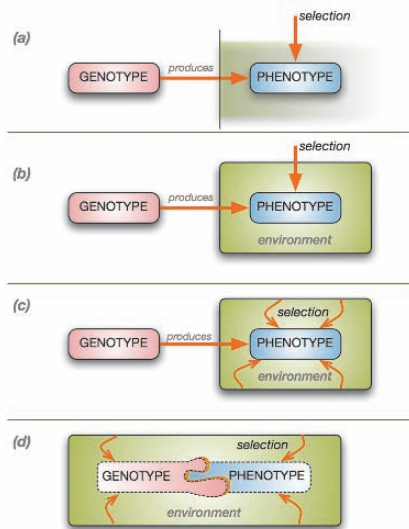 (a)
selection
GENOTYPE
produces
PHENOTYPE
(b)
selection
GENOTYPE
produces
PHENOTYPE
environment
(c)
selection
GENOTYPE
produces
PHENOTYPE
environment
(d)
selection
GENOTYPE
PHENOTYPE
environment